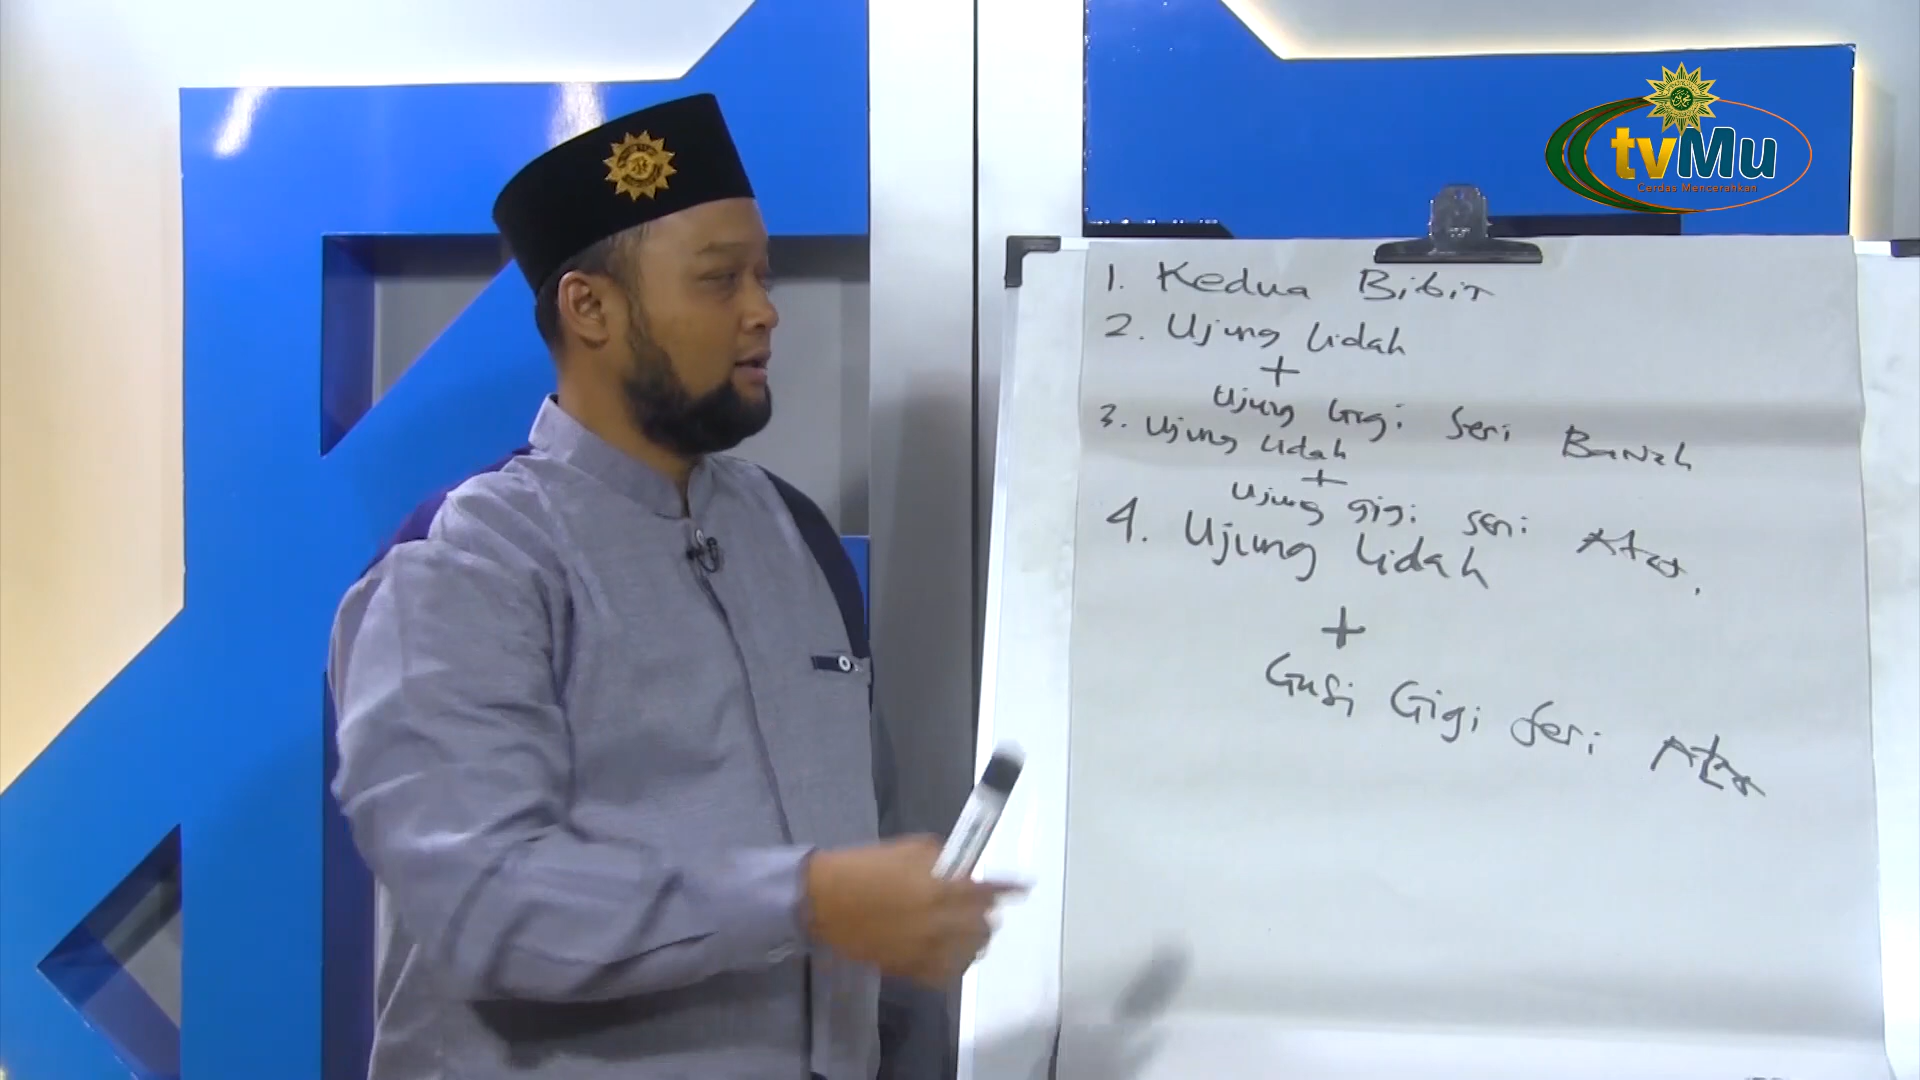 tvMu
Cerdas Mencerahkan
1. Kedua Bibir
2. Ujung Lidah
+
Ujung Gigi Seri Bawah
3. Ujung Lidah
+
Ujung Gigi Seri Atas.
4. Ujung Lidah
+
Gusi Gigi Seri Atas